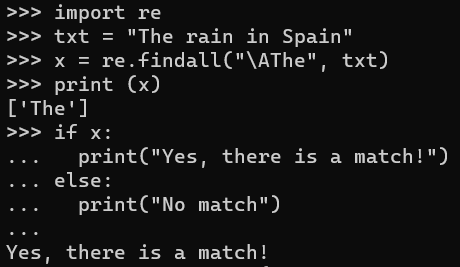 >>> import re
>>> txt = "The rain in Spain"
>>> x = re.findall("\AThe", txt)
>>> print (x)
['The']
>>> if x:
...   print("Yes, there is a match!")
... else:
...   print("No match")
...
Yes, there is a match!